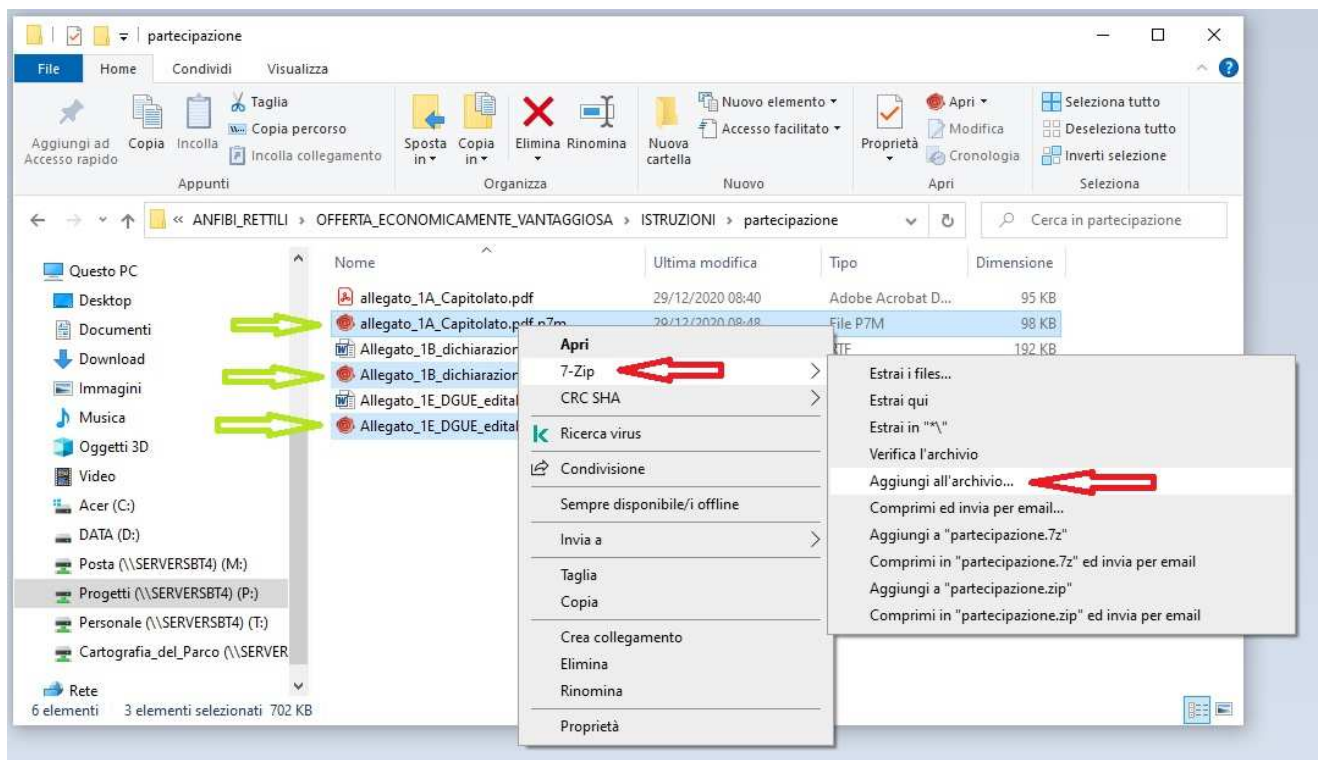 partecipazione
File Home Condividi Visualizza
Aggiungi ad Accesso rapido
Copia
Incolla
Taglia
Copia percorso
Incolla collegamento
Appunti
Sposta in
Copia in
Elimina
Rinomina
Organizza
Nuova cartella
Nuovo elemento
Accesso facilitato
Nuovo
Proprietà
Apri
Modifica
Cronologia
Apri
Seleziona tutto
Deseleziona tutto
Inverti selezione
Seleziona
« ANFIBI_RETTILI > OFFERTA_ECONOMICAMENTE_VANTAGGIOSA > ISTRUZIONI > partecipazione
Cerca in partecipazione
Questo PC
Desktop
Documenti
Download
Immagini
Musica
Oggetti 3D
Video
Acer (C:)
DATA (D:)
Posta (\\SERVERSBT4) (M:)
Progetti (\\SERVERSBT4) (P:)
Personale (\\SERVERSBT4) (T:)
Cartografia_del_Parco (\\SERVER
Rete
Nome Ultima modifica Tipo Dimensione
allegato_1A_Capitolato.pdf 29/12/2020 08:40 Adobe Acrobat D... 95 KB
allegato_1A_Capitolato.pdf.p7m 29/12/2020 08:48 File P7M 98 KB
Allegato_1B_dichiarazion RTF 192 KB
Allegato_1B_dichiarazion
Allegato_1E_DGUE_edital
Allegato_1E_DGUE_edital
Apri
7-Zip
CRC SHA
Ricerca virus
Condivisione
Sempre disponibile/i offline
Invia a
Taglia
Copia
Crea collegamento
Elimina
Rinomina
Proprietà
Estrai i files...
Estrai qui
Estrai in "*\"
Verifica l'archivio
Aggiungi all'archivio...
Comprimi ed invia per email...
Aggiungi a "partecipazione.7z"
Comprimi in "partecipazione.7z" ed invia per email
Aggiungi a "partecipazione.zip"
Comprimi in "partecipazione.zip" ed invia per email
6 elementi 3 elementi selezionati 702 KB